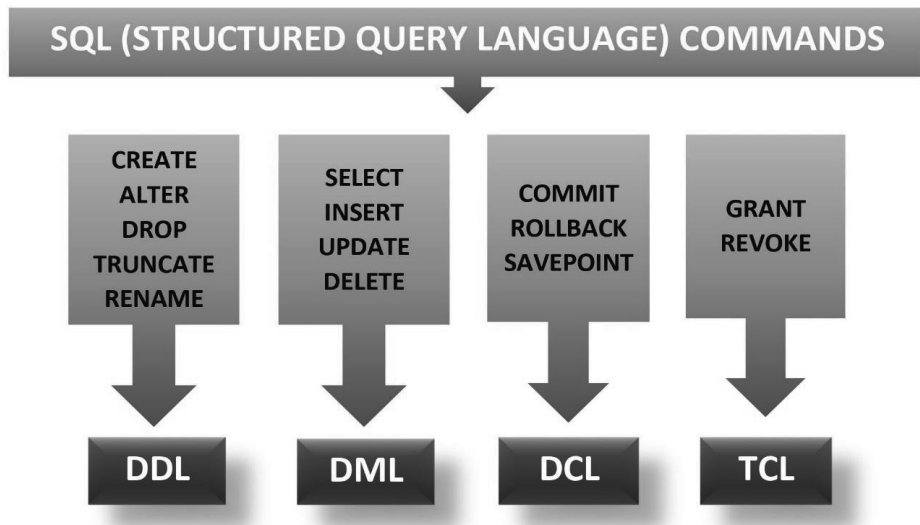 SQL (STRUCTURED QUERY LANGUAGE) COMMANDS
CREATE
ALTER
DROP
TRUNCATE
RENAME
SELECT
INSERT
UPDATE
DELETE
COMMIT
ROLLBACK
SAVEPOINT
GRANT
REVOKE
DDL
DML
DCL
TCL